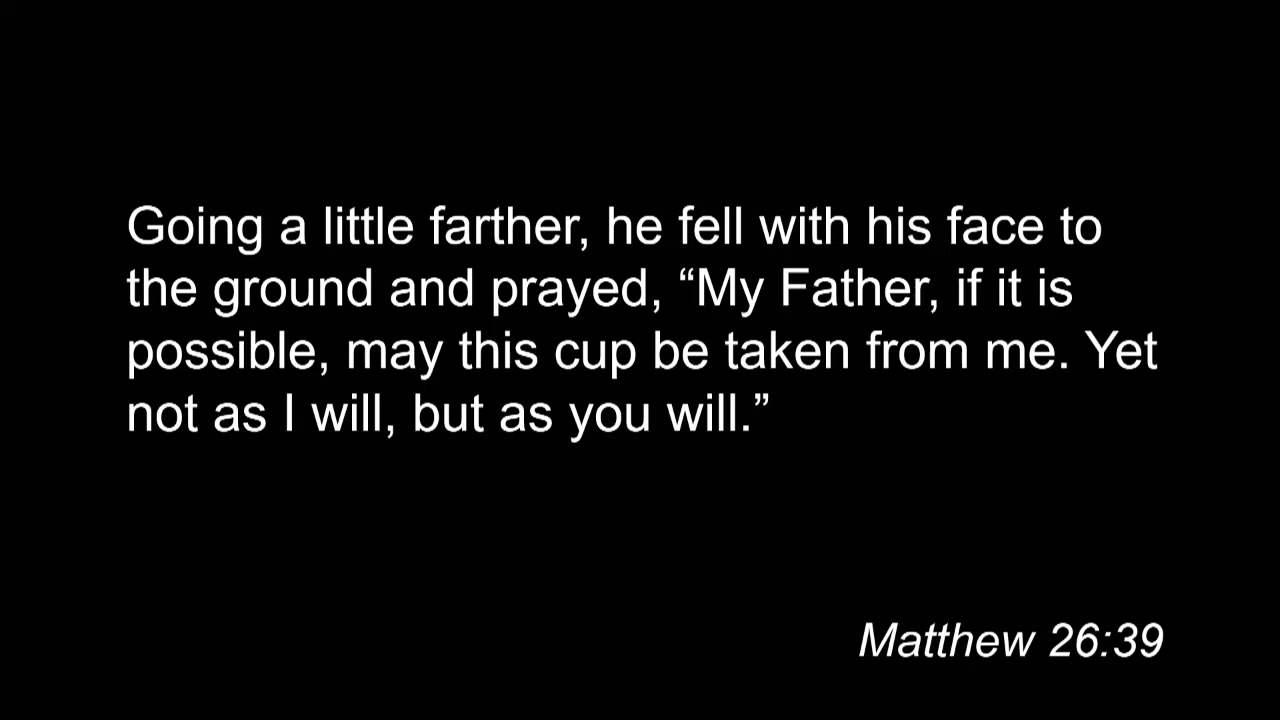 Going a little farther, he fell with his face to
the ground and prayed, “My Father, if it is
possible, may this cup be taken from me. Yet
not as I will, but as you will.”
Matthew 26:39